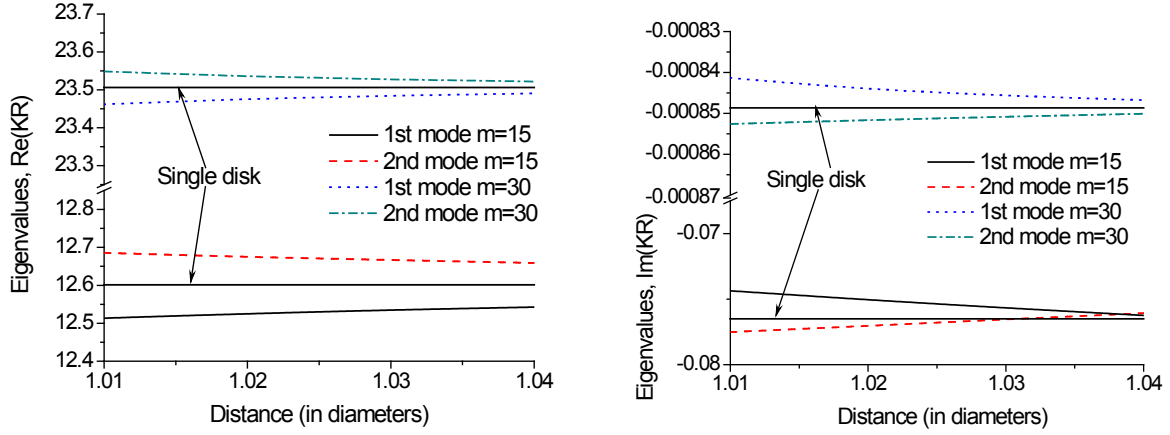 Eigenvalues, Re(KR)
23.7
23.6
23.5
23.4
23.3
12.8
12.7
12.6
12.5
12.4
1.01
1.02
1.03
1.04
Distance (in diameters)
Single disk
1st mode m=15
2nd mode m=15
1st mode m=30
2nd mode m=30
Eigenvalues, Im(KR)
-0.00083
-0.00084
-0.00085
-0.00086
-0.00087
-0.07
-0.08
1.01
1.02
1.03
1.04
Distance (in diameters)
Single disk
1st mode m=15
2nd mode m=15
1st mode m=30
2nd mode m=30